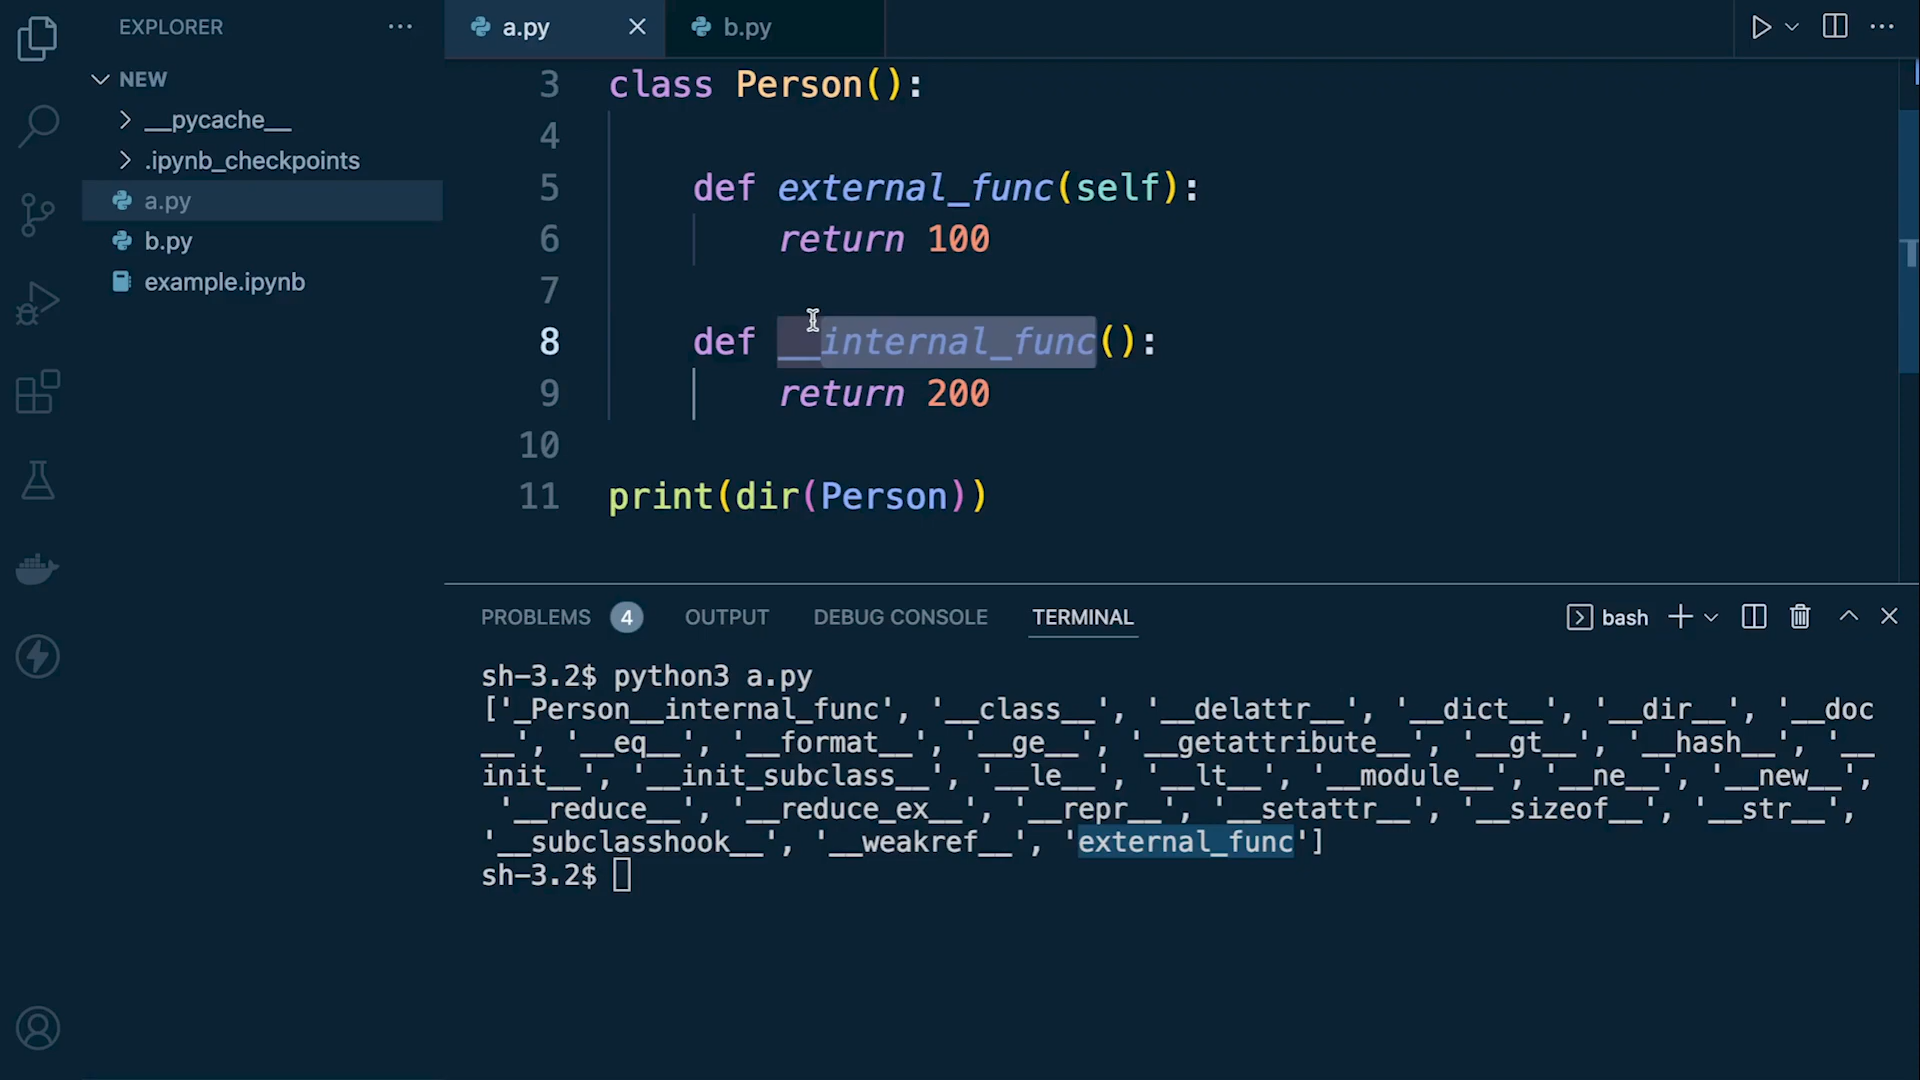 EXPLORER
NEW
__pycache__
.ipynb_checkpoints
a.py
b.py
example.ipynb
a.py
b.py
3 class Person():
4
5 def external_func(self):
6 return 100
7
8 def __internal_func():
9 return 200
10
11 print(dir(Person))
PROBLEMS 4 OUTPUT DEBUG CONSOLE TERMINAL bash
sh-3.2$ python3 a.py
['_Person__internal_func', '__class__', '__delattr__', '__dict__', '__dir__', '__doc
__', '__eq__', '__format__', '__ge__', '__getattribute__', '__gt__', '__hash__', '__
init__', '__init_subclass__', '__le__', '__lt__', '__module__', '__ne__', '__new__',
'__reduce__', '__reduce_ex__', '__repr__', '__setattr__', '__sizeof__', '__str__',
'__subclasshook__', '__weakref__', 'external_func']
sh-3.2$